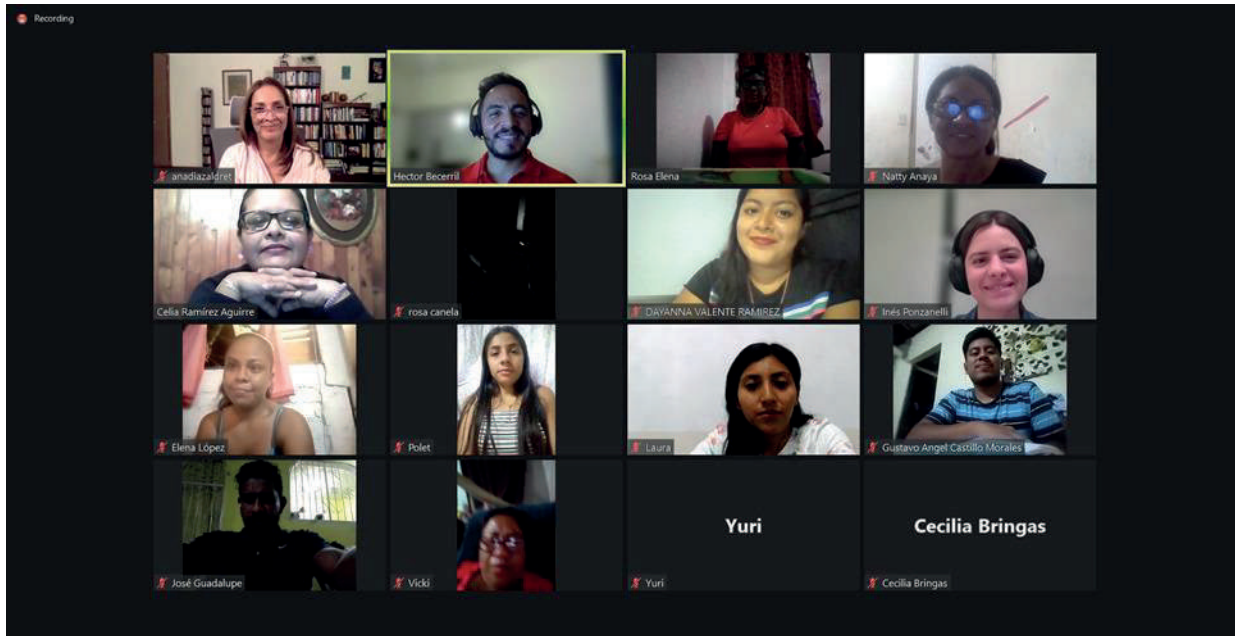 Recording
anadiazaldret
Hector Becerril
Rosa Elena
Natty Anaya
Celia Ramírez Aguirre
rosa canela
DAYANNA VALENTE RAMIREZ
Inés Ponzanelli
Elena López
Polet
Laura
Gustavo Angel Castillo Morales
Yuri
Cecilia Bringas
José Guadalupe
Vicki
Yuri
Cecilia Bringas